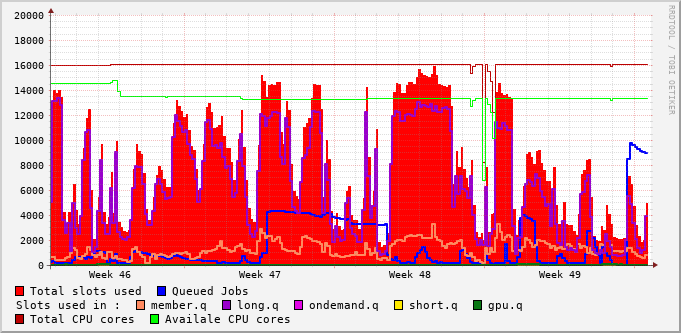 20000
18000
16000
14000
12000
10000
8000
6000
4000
2000
0
Week 46 Week 47 Week 48 Week 49
RRDTOOL / TOBI OETIKER
Total slots used Queued Jobs
Slots used in : member.q long.q ondemand.q short.q gpu.q
Total CPU cores Availale CPU cores